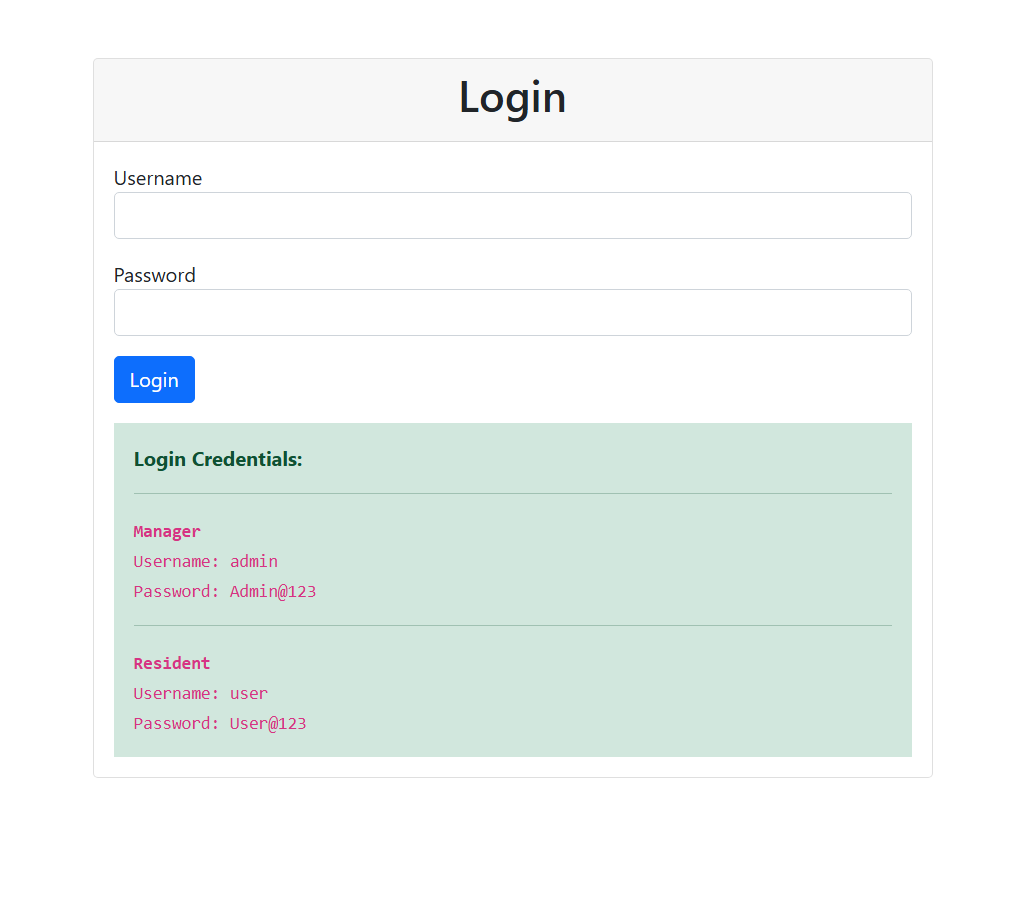 Login
Username
Password
Login
Login Credentials:
Manager
Username: admin
Password: Admin@123
Resident
Username: user
Password: User@123